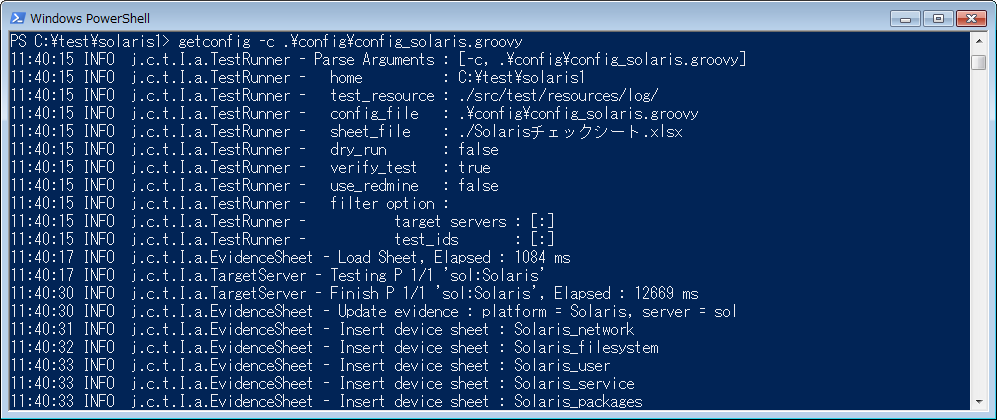 Windows PowerShell
PS C:¥test¥solaris1> getconfig -c .¥config¥config_solaris.groovy
11:40:15 INFO  j.c.t.I.a.TestRunner - Parse Arguments : [-c, .¥config¥config_solaris.groovy]
11:40:15 INFO  j.c.t.I.a.TestRunner -   home          : C:¥test¥solaris1
11:40:15 INFO  j.c.t.I.a.TestRunner -   test_resource : ./src/test/resources/log/
11:40:15 INFO  j.c.t.I.a.TestRunner -   config_file   : .¥config¥config_solaris.groovy
11:40:15 INFO  j.c.t.I.a.TestRunner -   sheet_file    : ./Solarisチェックシート.xlsx
11:40:15 INFO  j.c.t.I.a.TestRunner -   dry_run       : false
11:40:15 INFO  j.c.t.I.a.TestRunner -   verify_test   : true
11:40:15 INFO  j.c.t.I.a.TestRunner -   use_redmine   : false
11:40:15 INFO  j.c.t.I.a.TestRunner -   filter option :
11:40:15 INFO  j.c.t.I.a.TestRunner -           target servers : [:]
11:40:15 INFO  j.c.t.I.a.TestRunner -           test_ids       : [:]
11:40:17 INFO  j.c.t.I.a.EvidenceSheet - Load Sheet, Elapsed : 1084 ms
11:40:17 INFO  j.c.t.I.a.TargetServer - Testing P 1/1 'sol:Solaris'
11:40:30 INFO  j.c.t.I.a.TargetServer - Finish P 1/1 'sol:Solaris', Elapsed : 12669 ms
11:40:30 INFO  j.c.t.I.a.EvidenceSheet - Update evidence : platform = Solaris, server = sol
11:40:31 INFO  j.c.t.I.a.EvidenceSheet - Insert device sheet : Solaris_network
11:40:32 INFO  j.c.t.I.a.EvidenceSheet - Insert device sheet : Solaris_filesystem
11:40:33 INFO  j.c.t.I.a.EvidenceSheet - Insert device sheet : Solaris_user
11:40:33 INFO  j.c.t.I.a.EvidenceSheet - Insert device sheet : Solaris_service
11:40:33 INFO  j.c.t.I.a.EvidenceSheet - Insert device sheet : Solaris_packages